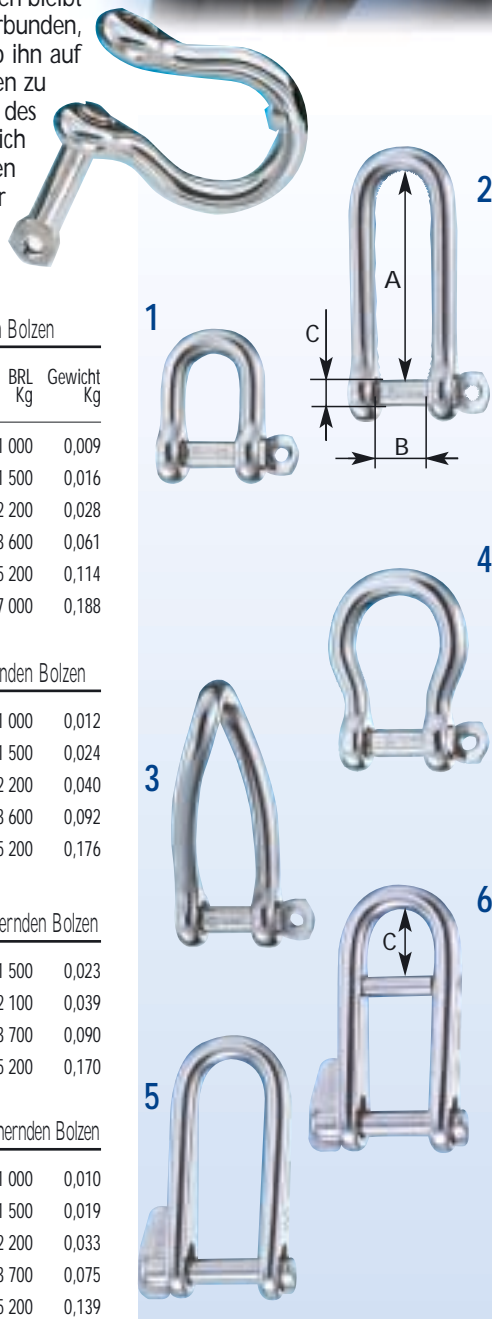 bleibt
rbunden,
ihn auf
en zu
des
ich
en
r
Bolzen
BRL Gewicht
Kg Kg
1 000 0,009
1 500 0,016
2 200 0,028
3 600 0,061
5 200 0,114
7 000 0,188
nden Bolzen
1 000 0,012
1 500 0,024
2 200 0,040
3 600 0,092
5 200 0,176
ernden Bolzen
1 500 0,023
2 100 0,039
3 700 0,090
5 200 0,170
hernden Bolzen
1 000 0,010
1 500 0,019
2 200 0,033
3 700 0,075
5 200 0,139
1
2
A
C
B
3
4
5
6
C